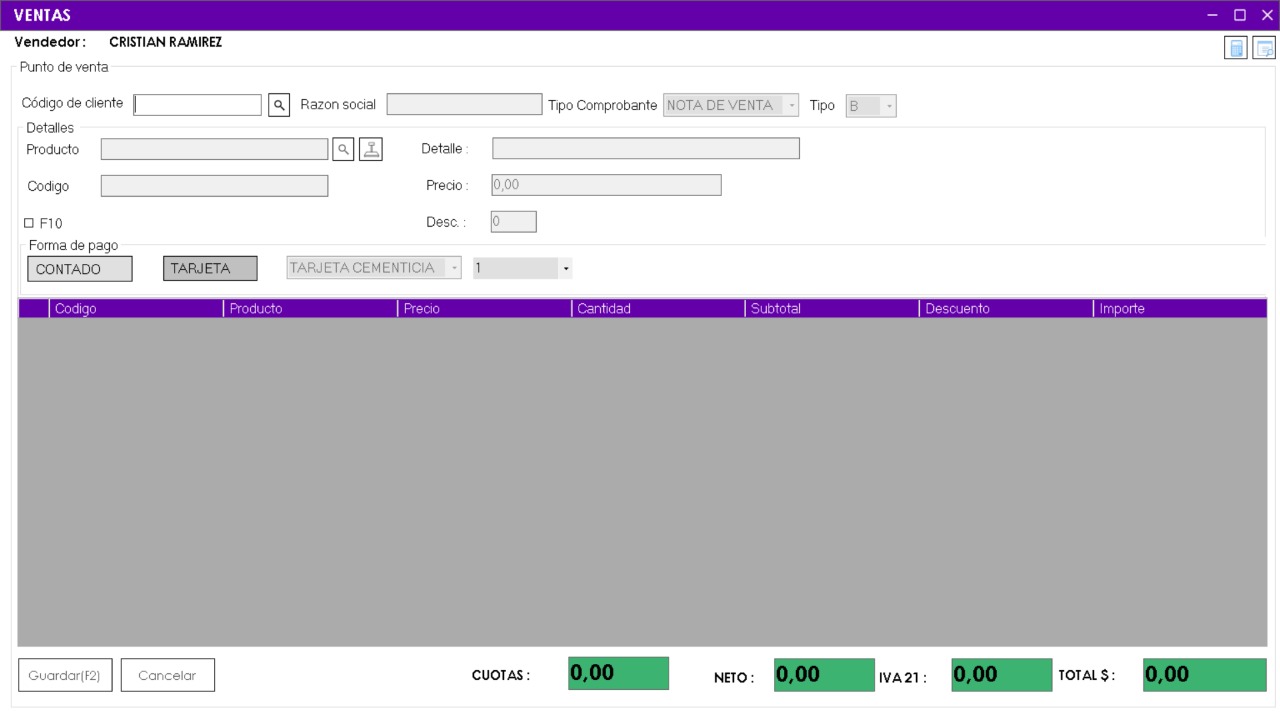 VENTAS
Vendedor : CRISTIAN RAMIREZ
Punto de venta
Código de cliente Razon social Tipo Comprobante NOTA DE VENTA Tipo B
Detalles
Producto Detalle :
Codigo Precio : 0,00
F10 Desc. : 0
Forma de pago
CONTADO TARJETA TARJETA CEMENTICIA 1
Codigo Producto Precio Cantidad Subtotal Descuento Importe
Guardar(F2) Cancelar CUOTAS : 0,00 NETO : 0,00 IVA 21 : 0,00 TOTAL $ : 0,00